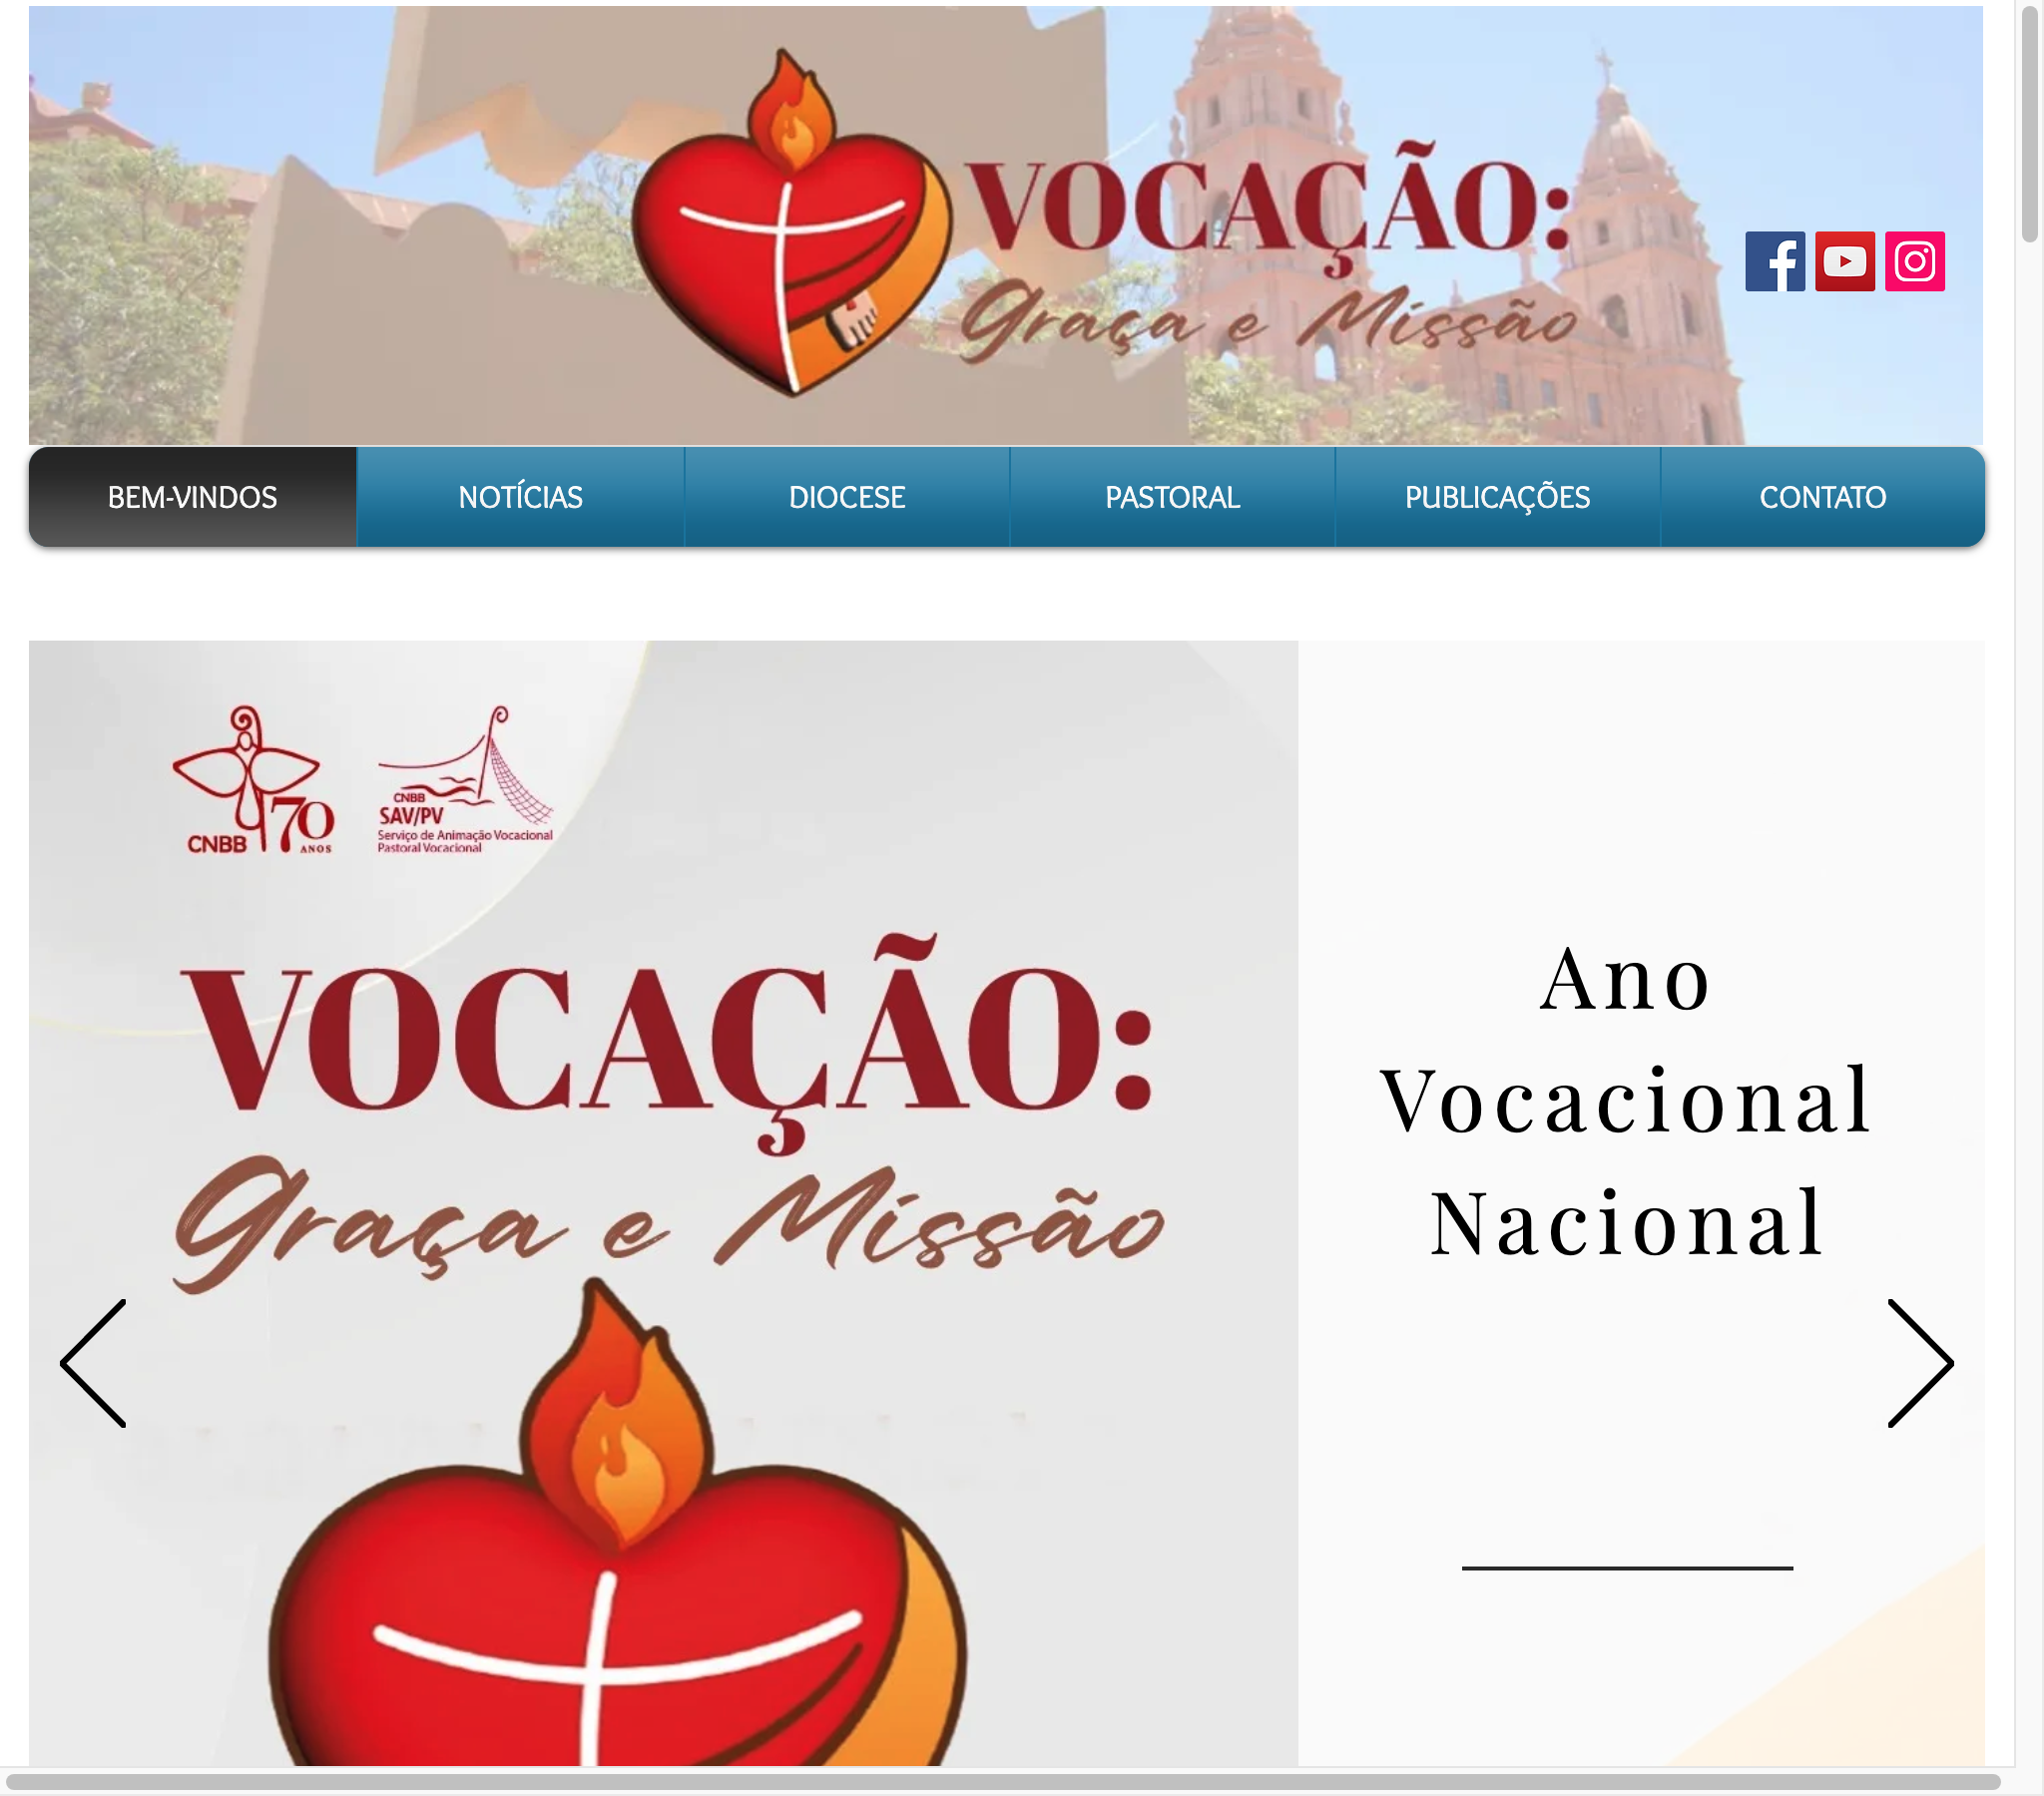 VOCAÇÃO:
Graça e Missão
BEM-VINDOS
NOTÍCIAS
DIOCESE
PASTORAL
PUBLICAÇÕES
CONTATO
CNBB 70 ANOS
CNBB
SAV/PV
Serviço de Animação Vocacional
Pastoral Vocacional
VOCAÇÃO:
Graça e Missão
Ano
Vocacional
Nacional